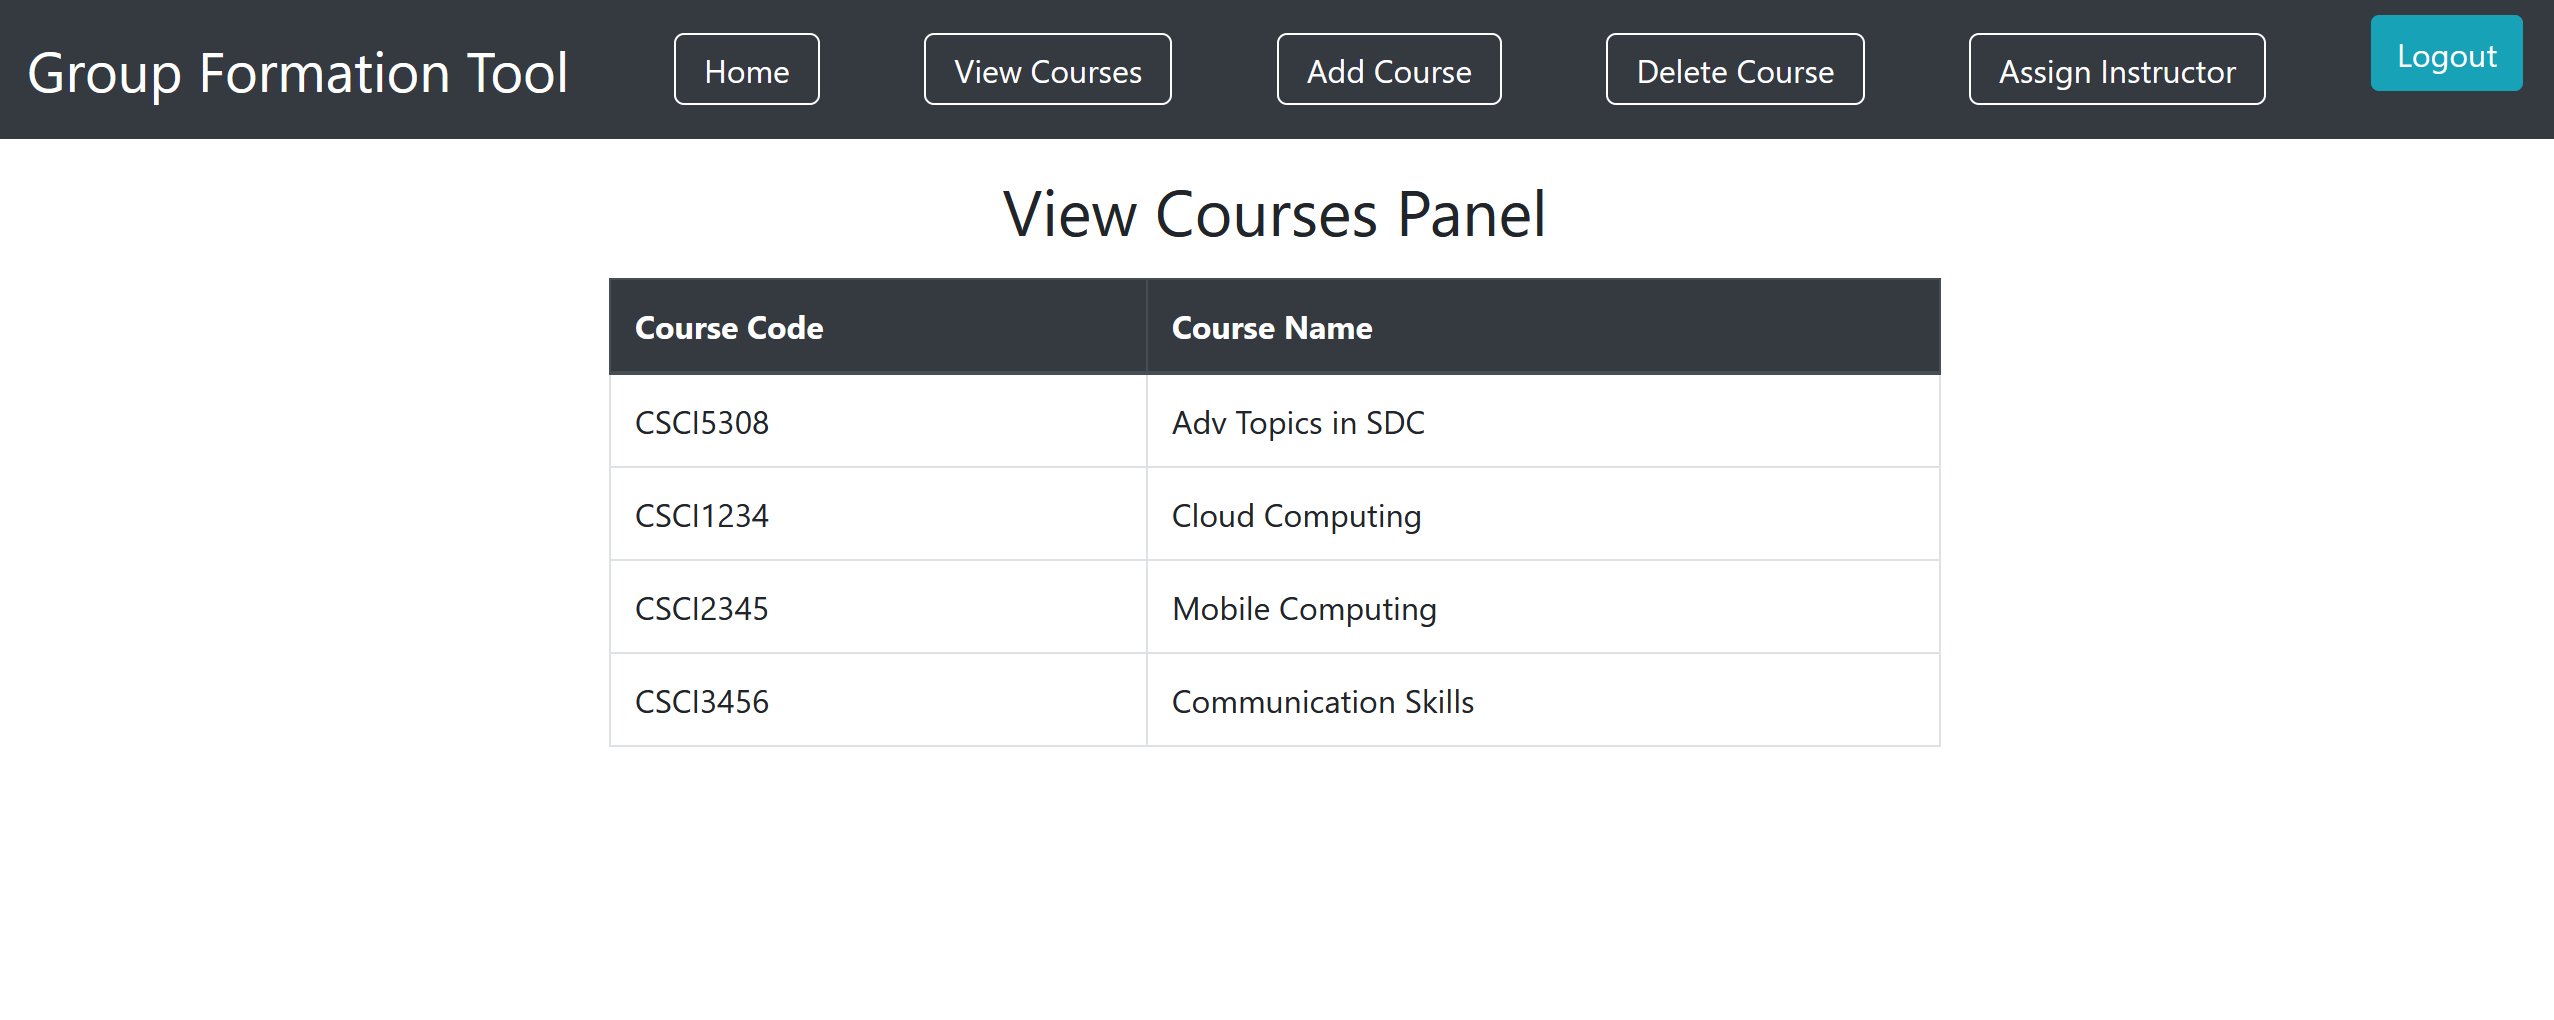 Group Formation Tool Home View Courses Add Course Delete Course Assign Instructor Logout
View Courses Panel
Course Code Course Name
CSCI5308 Adv Topics in SDC
CSCI1234 Cloud Computing
CSCI2345 Mobile Computing
CSCI3456 Communication Skills